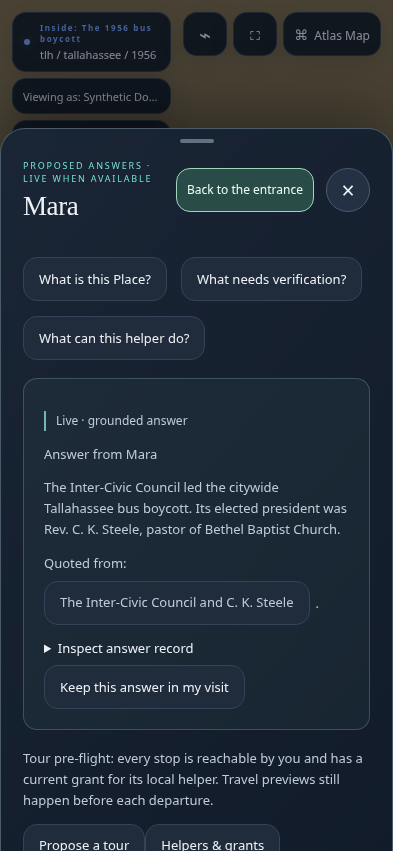 Inside: The 1956 bus
boycott
tlh / tallahassee / 1956
⌘ Atlas Map
Viewing as: Synthetic Do…
PROPOSED ANSWERS ·
LIVE WHEN AVAILABLE
Mara
Back to the entrance
×
What is this Place?
What needs verification?
What can this helper do?
Live · grounded answer
Answer from Mara
The Inter-Civic Council led the citywide
Tallahassee bus boycott. Its elected president was
Rev. C. K. Steele, pastor of Bethel Baptist Church.
Quoted from:
The Inter-Civic Council and C. K. Steele .
▶ Inspect answer record
Keep this answer in my visit
Tour pre-flight: every stop is reachable by you and has a
current grant for its local helper. Travel previews still
happen before each departure.
Propose a tour
Helpers & grants